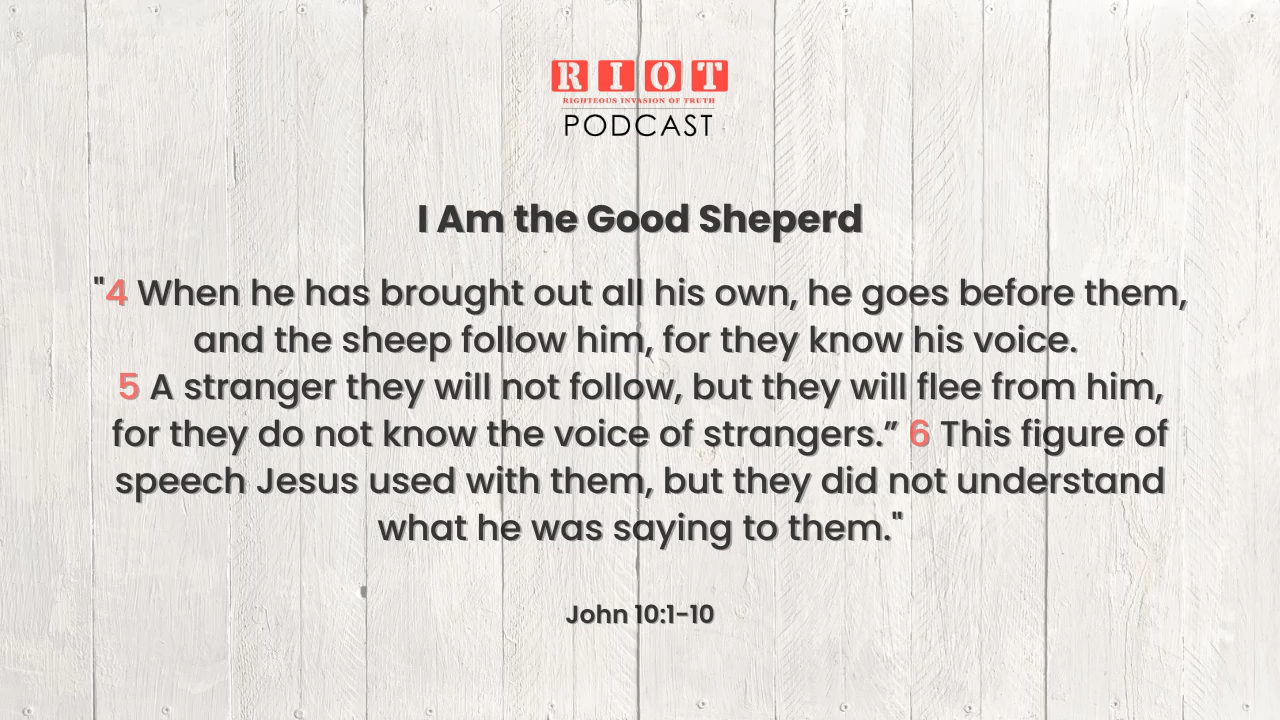 RIOT
RIGHTEOUS INVASION OF TRUTH
PODCAST
I Am the Good Sheperd
"4 When he has brought out all his own, he goes before them,
and the sheep follow him, for they know his voice.
5 A stranger they will not follow, but they will flee from him,
for they do not know the voice of strangers.” 6 This figure of
speech Jesus used with them, but they did not understand
what he was saying to them."
John 10:1-10